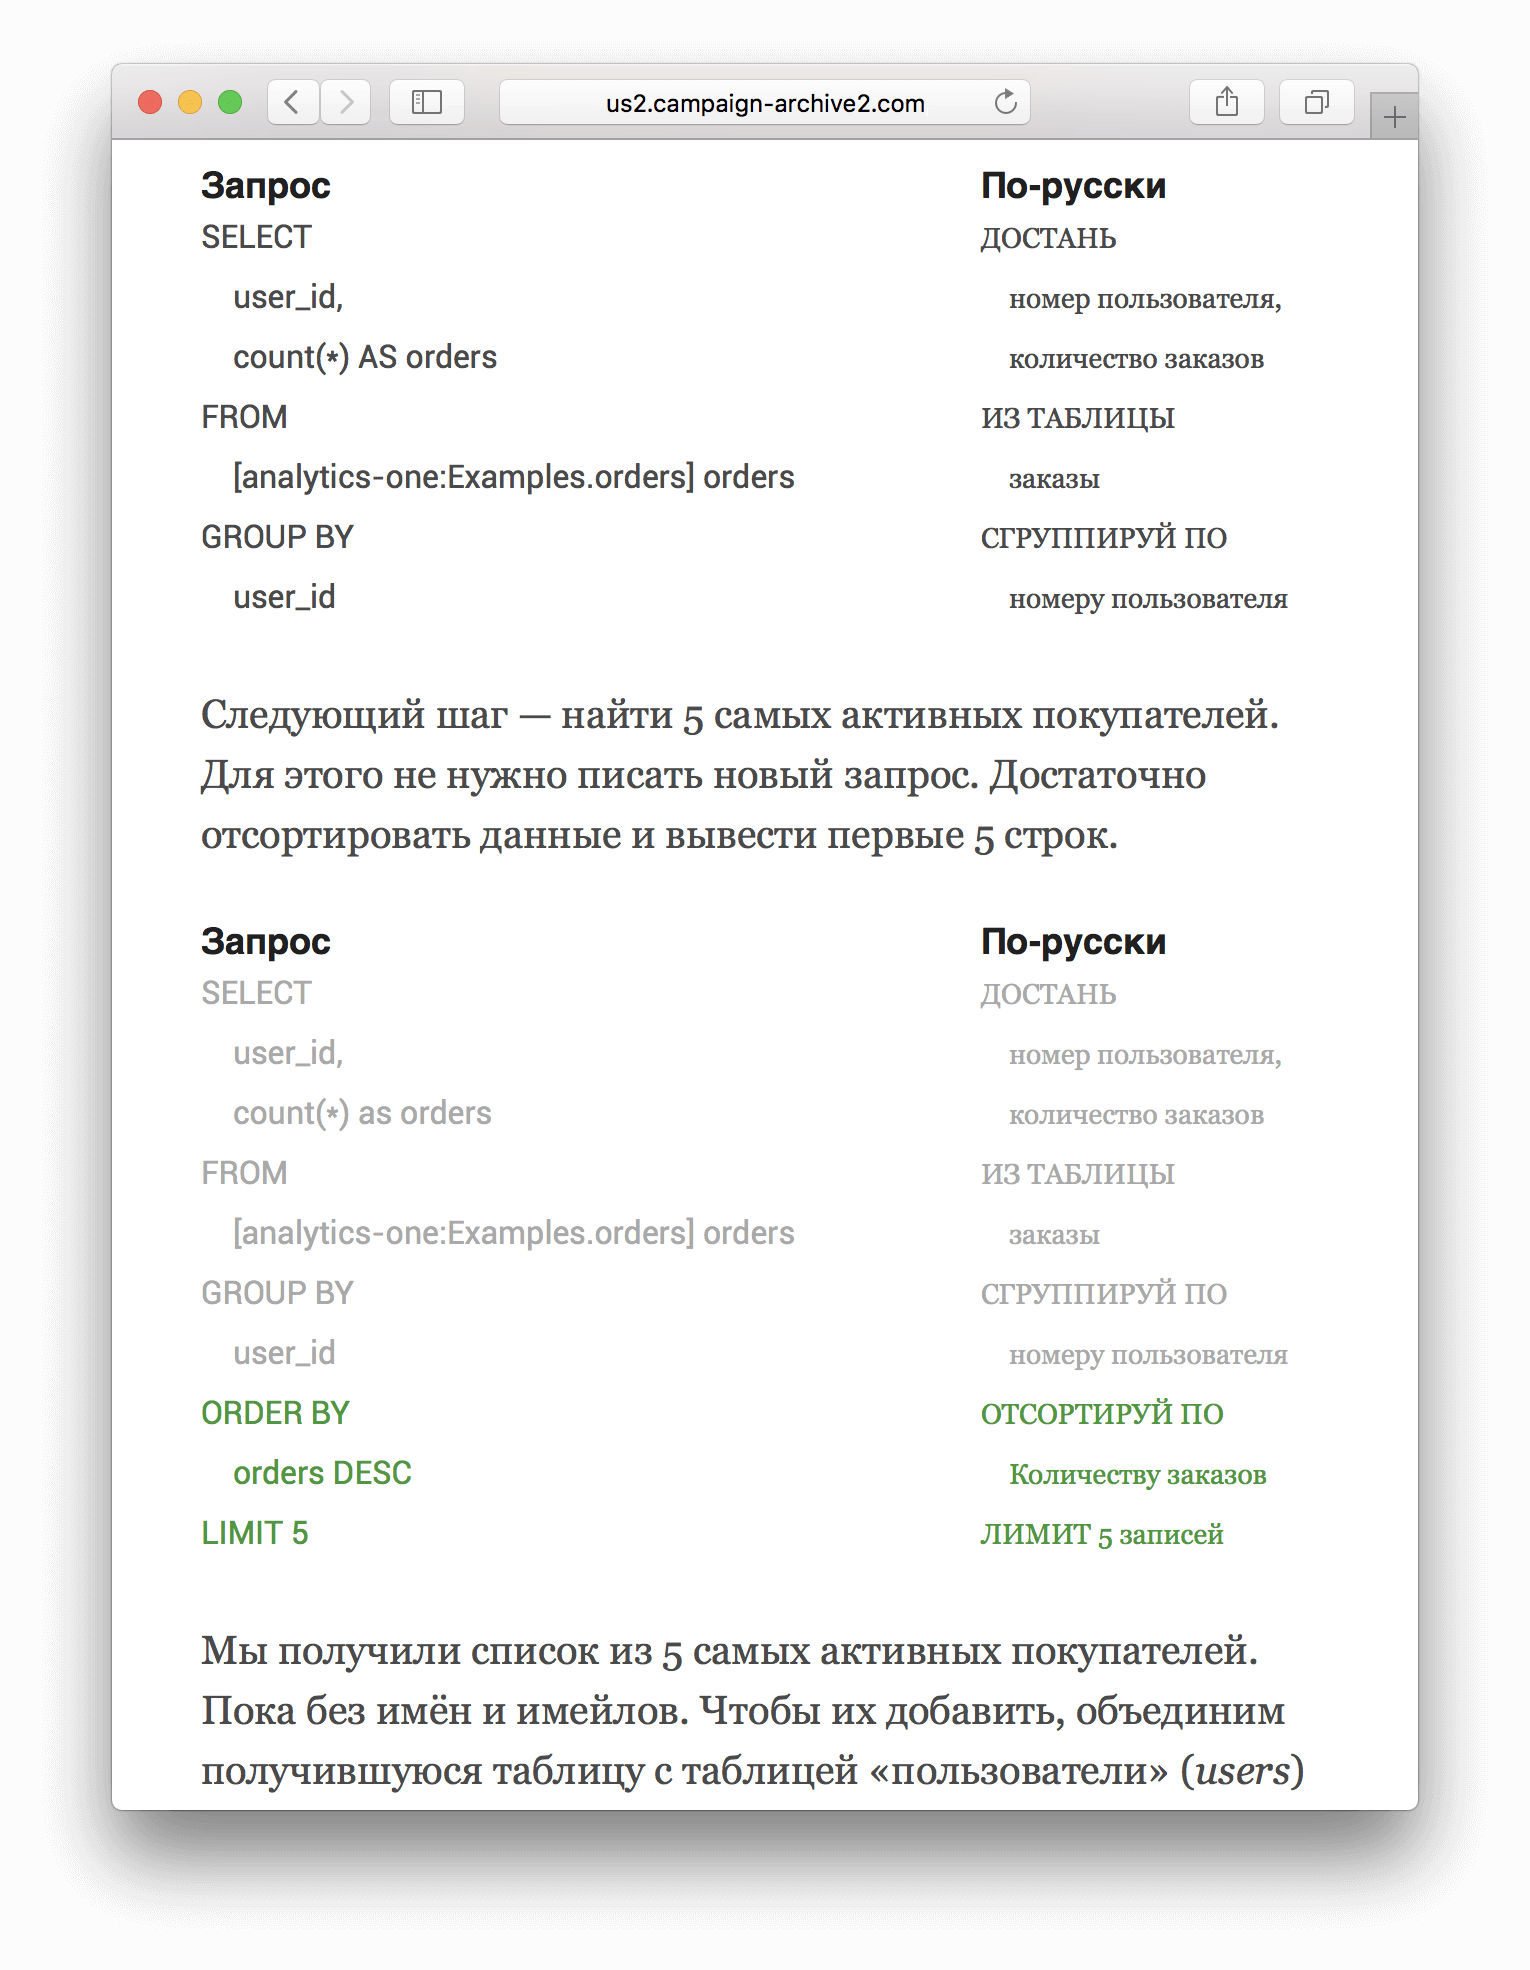 us2.campaign-archive2.com
Запрос По-русски
SELECT ДОСТАНЬ
user_id, номер пользователя,
count(*) AS orders количество заказов
FROM ИЗ ТАБЛИЦЫ
[analytics-one:Examples.orders] orders заказы
GROUP BY СГРУППИРУЙ ПО
user_id номеру пользователя
Следующий шаг — найти 5 самых активных покупателей.
Для этого не нужно писать новый запрос. Достаточно
отсортировать данные и вывести первые 5 строк.
Запрос По-русски
SELECT ДОСТАНЬ
user_id, номер пользователя,
count(*) as orders количество заказов
FROM ИЗ ТАБЛИЦЫ
[analytics-one:Examples.orders] orders заказы
GROUP BY СГРУППИРУЙ ПО
user_id номеру пользователя
ORDER BY ОТСОРТИРУЙ ПО
orders DESC Количеству заказов
LIMIT 5 ЛИМИТ 5 записей
Мы получили список из 5 самых активных покупателей.
Пока без имён и имейлов. Чтобы их добавить, объединим
получившуюся таблицу с таблицей «пользователи» (users)